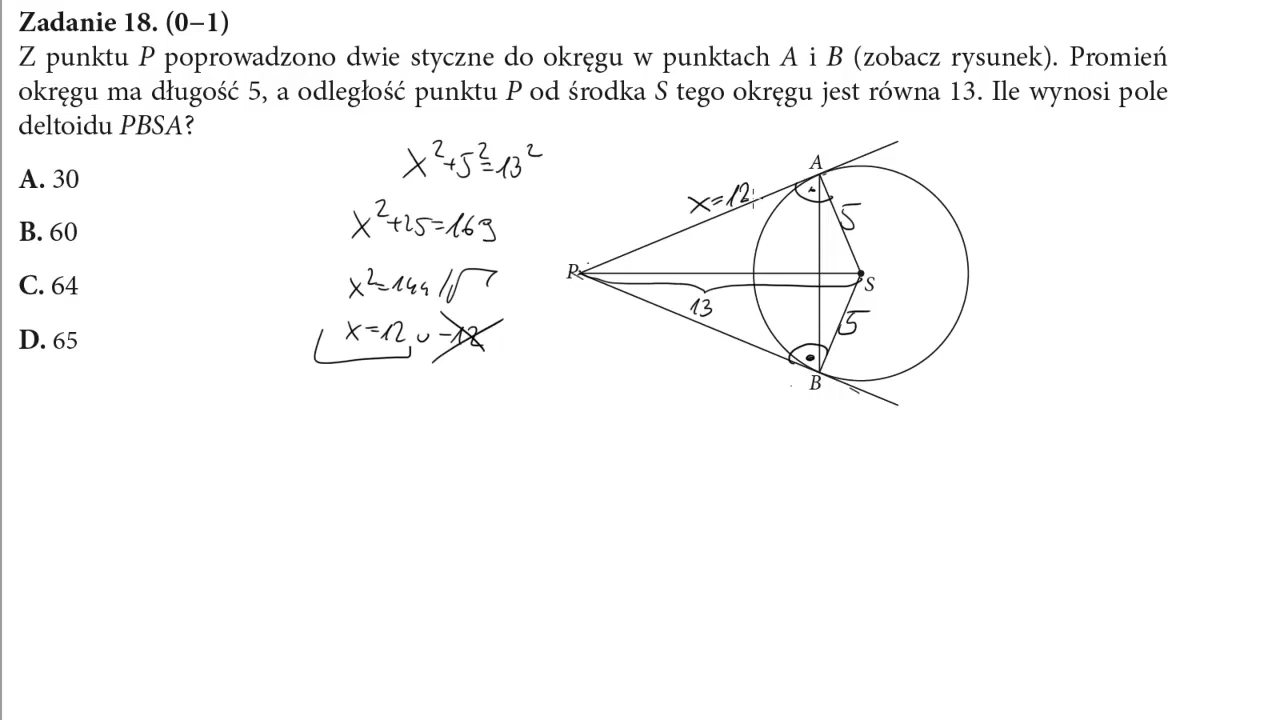 Zadanie 18. (0–1)
Z punktu P poprowadzono dwie styczne do okręgu w punktach A i B (zobacz rysunek). Promień
okręgu ma długość 5, a odległość punktu P od środka S tego okręgu jest równa 13. Ile wynosi pole
deltoidu PBSA?
A. 30
B. 60
C. 64
D. 65
x²+5²=13²
x²+25=169
x²=144 /√
x=12 ∪ -12
A
x=12
5
P
S
13
5
B